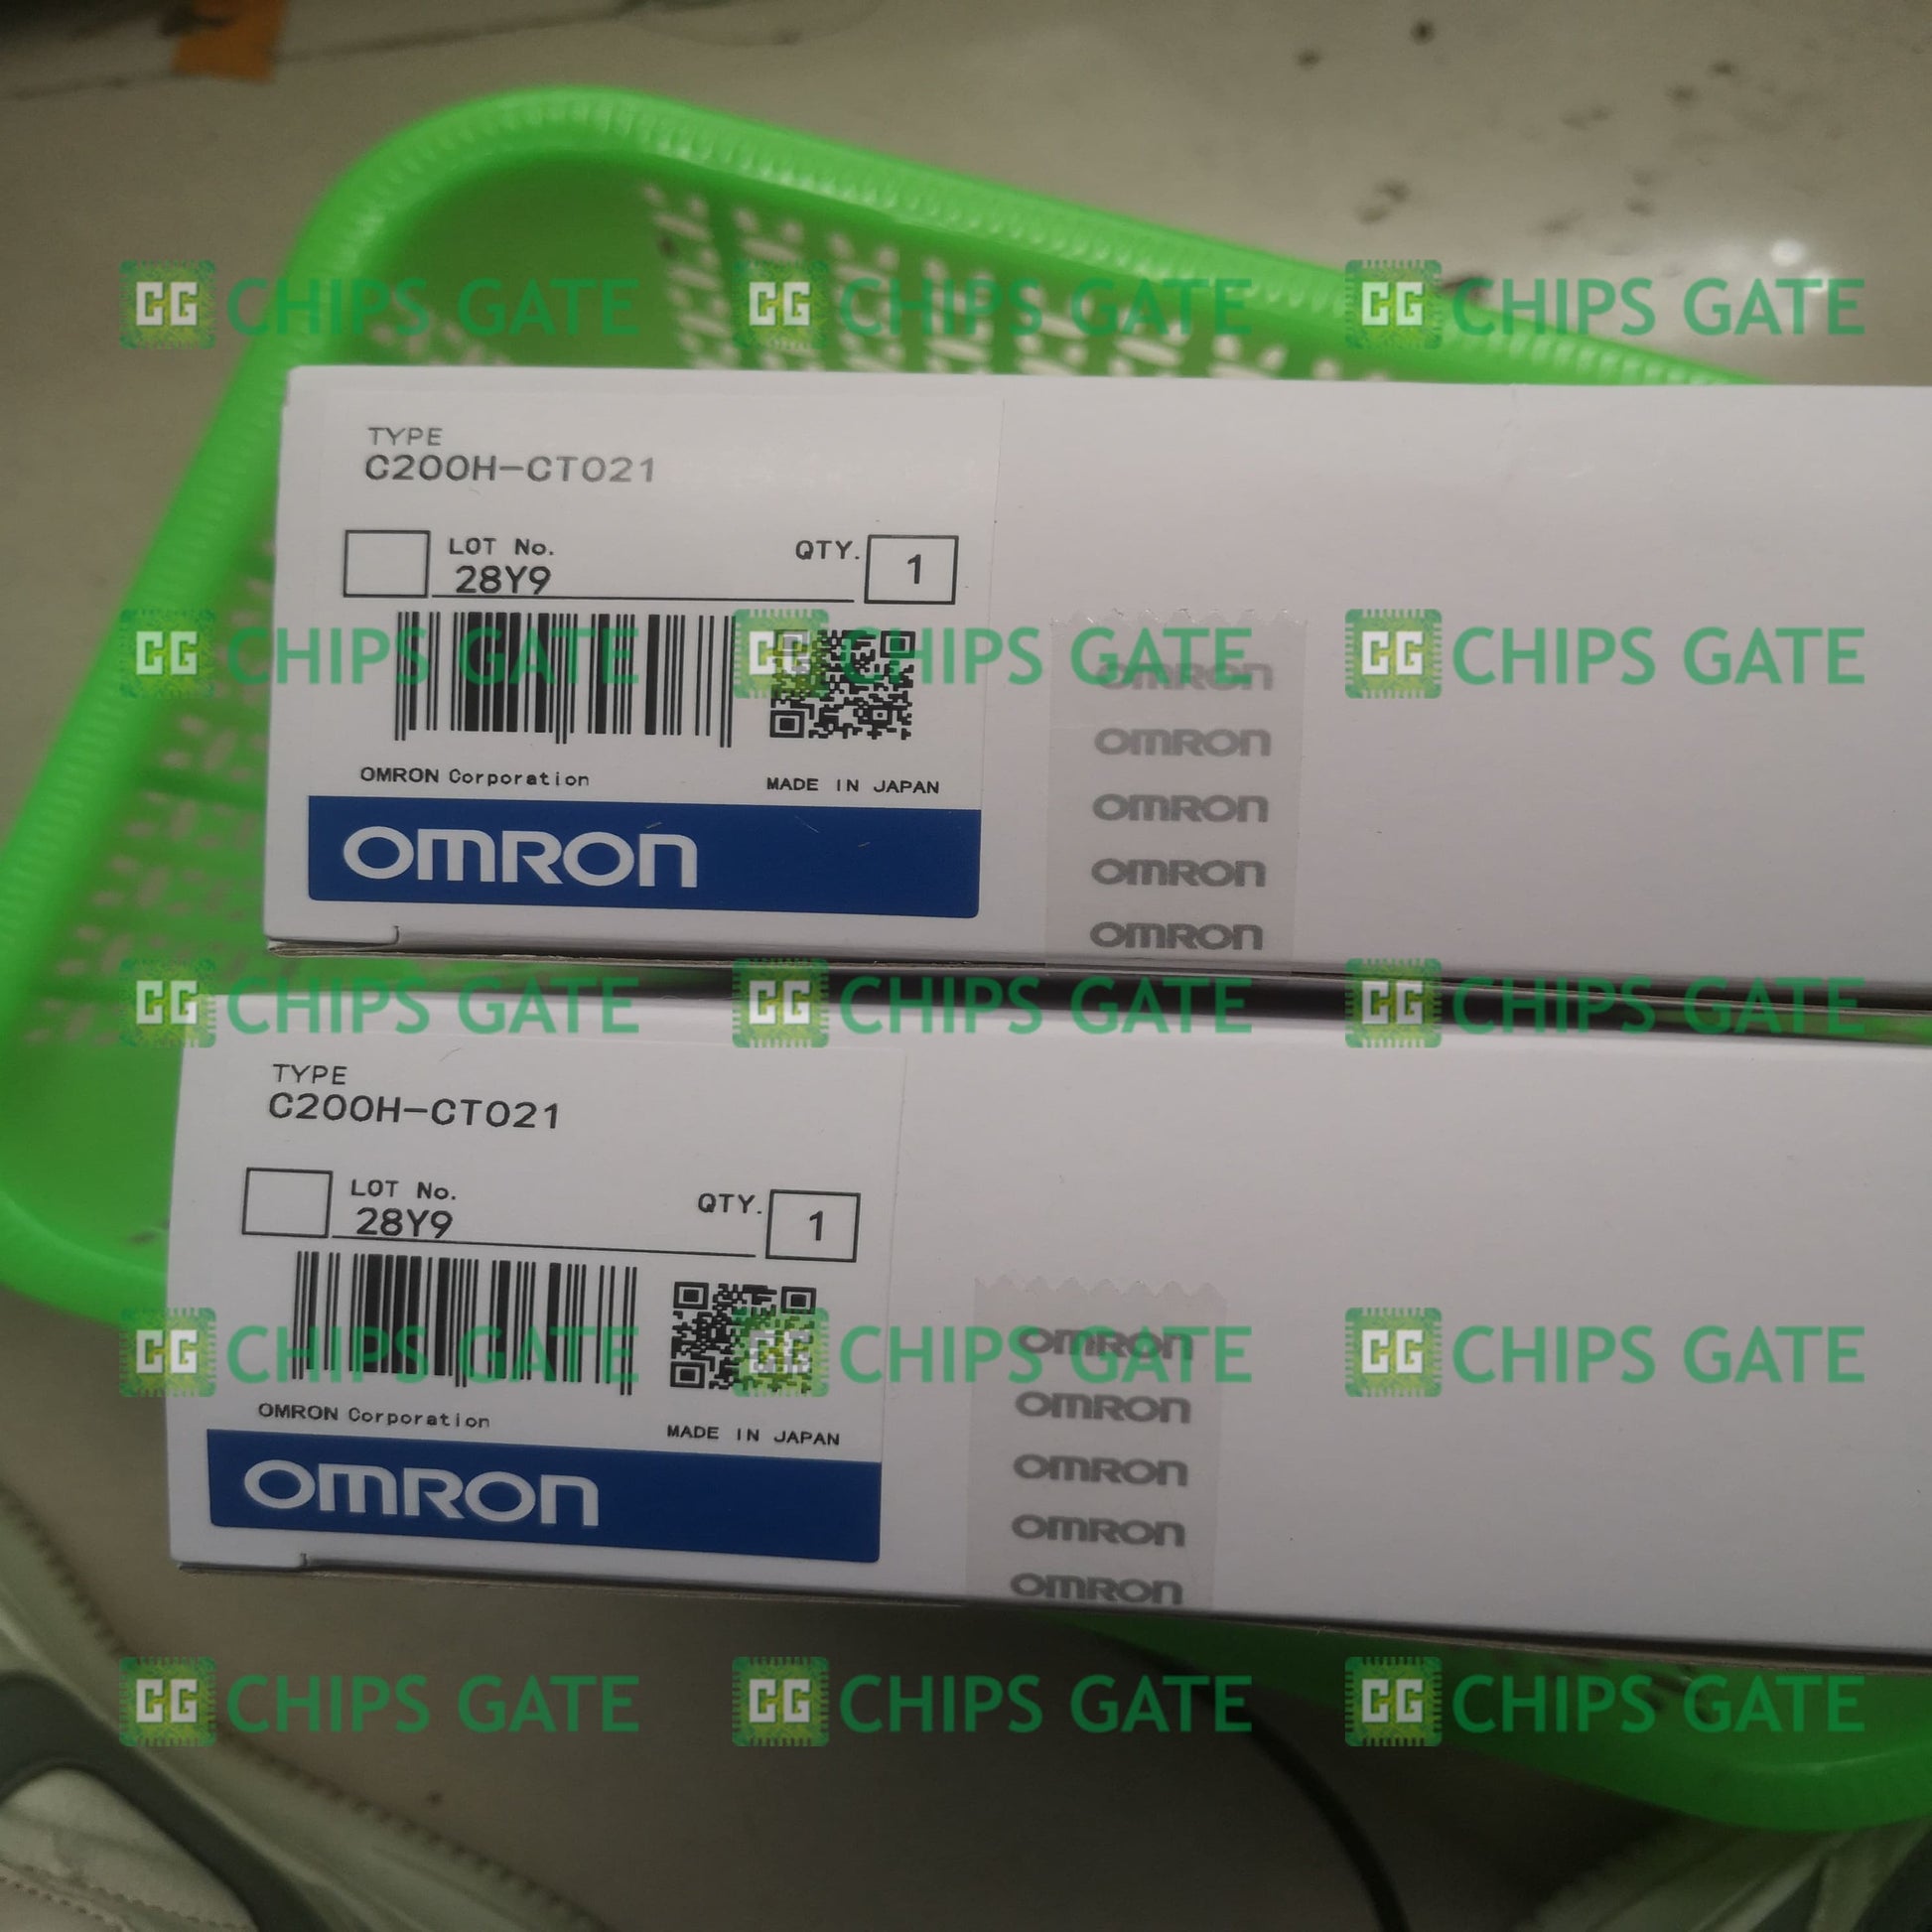 CG CHIPS GATE CG CHIPS GATE CG CHIPS GATE
TYPE
C200H-CT021
LOT No.
28Y9
QTY.
1
CG CHIPS GATE CG CHIPS GATE CG CHIPS GATE
OMRON Corporation
MADE IN JAPAN
OMRON
OMRON
OMRON
OMRON
OMRON
OMRON
CG CHIPS GATE CG CHIPS GATE CG CHIPS GATE
TYPE
C200H-CT021
LOT No.
28Y9
QTY.
1
CG CHIPS GATE CG CHIPS GATE CG CHIPS GATE
OMRON Corporation
MADE IN JAPAN
OMRON
OMRON
OMRON
OMRON
OMRON
OMRON
CG CHIPS GATE CG CHIPS GATE CG CHIPS GATE